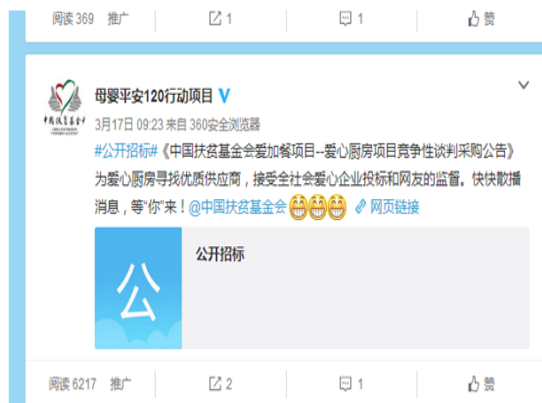 阅读 369 推广 1 1 赞
母婴平安120行动项目
3月17日 09:23 来自 360安全浏览器
#公开招标#《中国扶贫基金会爱加餐项目--爱心厨房项目竞争性谈判采购公告》
为爱心厨房寻找优质供应商，接受全社会爱心企业投标和网友的监督。快快散播
消息，等“你”来！@中国扶贫基金会 网页链接
公开招标
公
阅读 6217 推广 2 1 赞